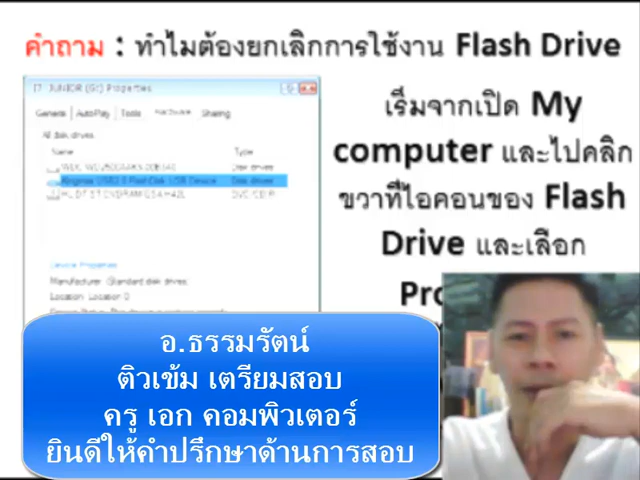 คำถาม : ทำไมต้องยกเลิกการใช้งาน Flash Drive
(G:) Properties
General AutoPlay Tools Hardware Sharing
All disk drives:
Name Type
Disk drives
USB Device Disk drives
เริ่มจากเปิด My
computer และไปคลิก
ขวาที่ไอคอนของ Flash
Drive และเลือก
Device Properties
Manufacturer: (Standard disk drives)
Location: Location 0
อ.ธรรมรัตน์
ติวเข้ม เตรียมสอบ
ครู เอก คอมพิวเตอร์
ยินดีให้คำปรึกษาด้านการสอบ